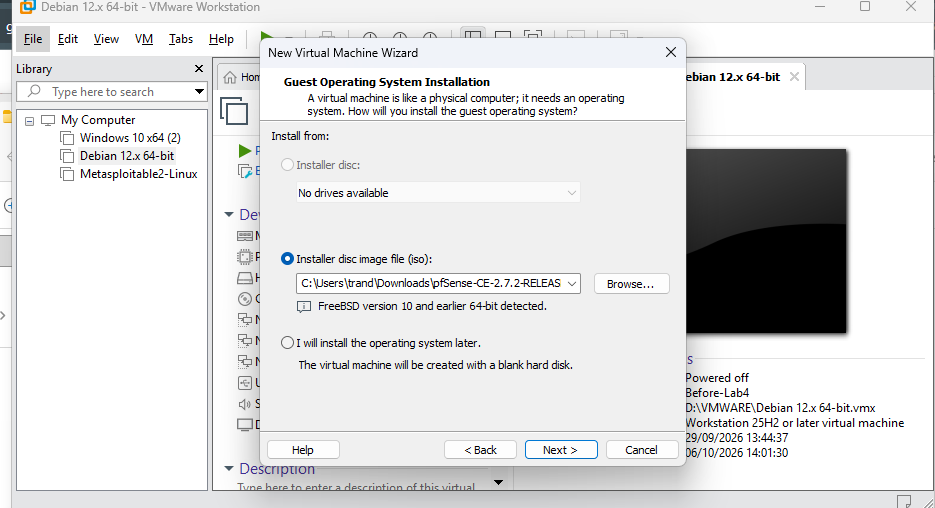 Debian 12.x 64-bit - VMware Workstation
File Edit View VM Tabs Help
Library
Type here to search
My Computer
Windows 10 x64 (2)
Debian 12.x 64-bit
Metasploitable2-Linux
New Virtual Machine Wizard
Guest Operating System Installation
A virtual machine is like a physical computer; it needs an operating
system. How will you install the guest operating system?
Install from:
Installer disc:
No drives available
Installer disc image file (iso):
C:\Users\trand\Downloads\pfSense-CE-2.7.2-RELEAS
Browse...
FreeBSD version 10 and earlier 64-bit detected.
I will install the operating system later.
The virtual machine will be created with a blank hard disk.
Help
< Back
Next >
Cancel
ebian 12.x 64-bit
Powered off
Before-Lab4
D:\VMWARE\Debian 12.x 64-bit.vmx
Workstation 25H2 or later virtual machine
29/09/2026 13:44:37
06/10/2026 14:01:30
Description
Type here to enter a description of this virtual